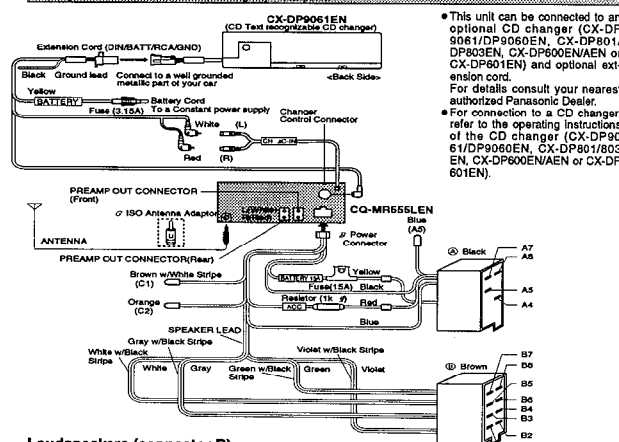 CX-DP9061EN
(CD Text recognizable CD changer)
Extension Cord (DIN/BATT/RCA/GND)
Black
Ground lead
Connect to a well grounded
metallic part of your car
<Back Side>
Yellow
BATTERY
Battery Cord
Fuse (3.15A)
To a Constant power supply
White
(L)
Red
(R)
CH
C-IN
Changer
Control Connector
PREAMP OUT CONNECTOR
(Front)
ISO Antenna Adaptor
ANTENNA
PREAMP OUT CONNECTOR(Rear)
CQ-MR555LEN
Blue
(A5)
Power
Connector
Brown w/White Stripe
(C1)
Orange
(C2)
BATTERY 15A
Yellow
Fuse(15A)
Black
Resistor (1k
ACC
Red
Blue
A Black
A7
A8
A5
A4
SPEAKER LEAD
Gray w/Black Stripe
White w/Black
Stripe
White
Gray
Green w/Black
Stripe
Green
Violet w/Black Stripe
Violet
B Brown
B7
B8
B5
B6
B4
B3
B2
Loudspeakers (connector B)
● This unit can be connected to an
optional CD changer (CX-DP
9061/DP9060EN, CX-DP801/
DP803EN, CX-DP600EN/AEN or
CX-DP601EN) and optional ext-
ension cord.
For details consult your nearest
authorized Panasonic Dealer.
● For connection to a CD changer,
refer to the operating instructions
of the CD changer (CX-DP90
61/DP9060EN, CX-DP801/803
EN, CX-DP600EN/AEN or CX-DP
601EN).